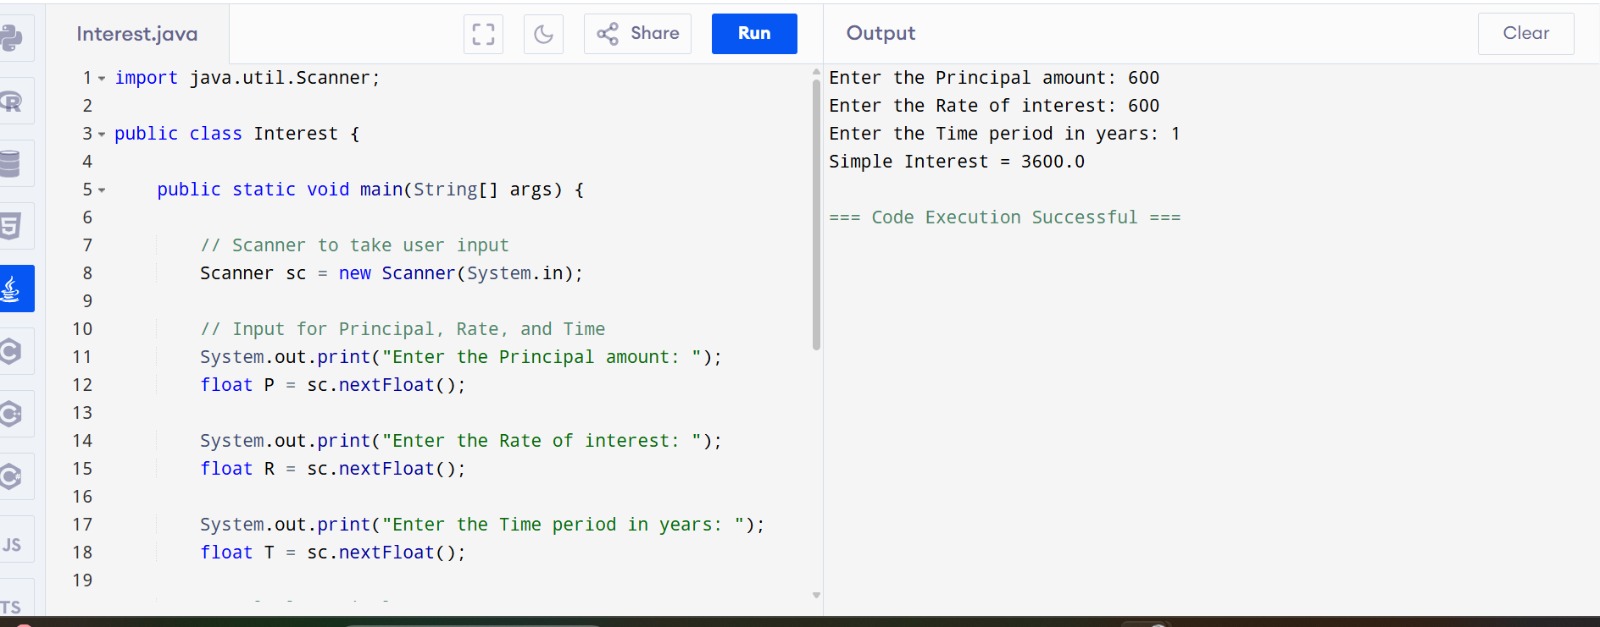 Interest.java
Share
Run
Output
Clear
1 import java.util.Scanner;
2
3 public class Interest {
4
5 public static void main(String[] args) {
6
7 // Scanner to take user input
8 Scanner sc = new Scanner(System.in);
9
10 // Input for Principal, Rate, and Time
11 System.out.print("Enter the Principal amount: ");
12 float P = sc.nextFloat();
13
14 System.out.print("Enter the Rate of interest: ");
15 float R = sc.nextFloat();
16
17 System.out.print("Enter the Time period in years: ");
18 float T = sc.nextFloat();
19
Enter the Principal amount: 600
Enter the Rate of interest: 600
Enter the Time period in years: 1
Simple Interest = 3600.0
=== Code Execution Successful ===
R
5
C
C
C
JS
TS